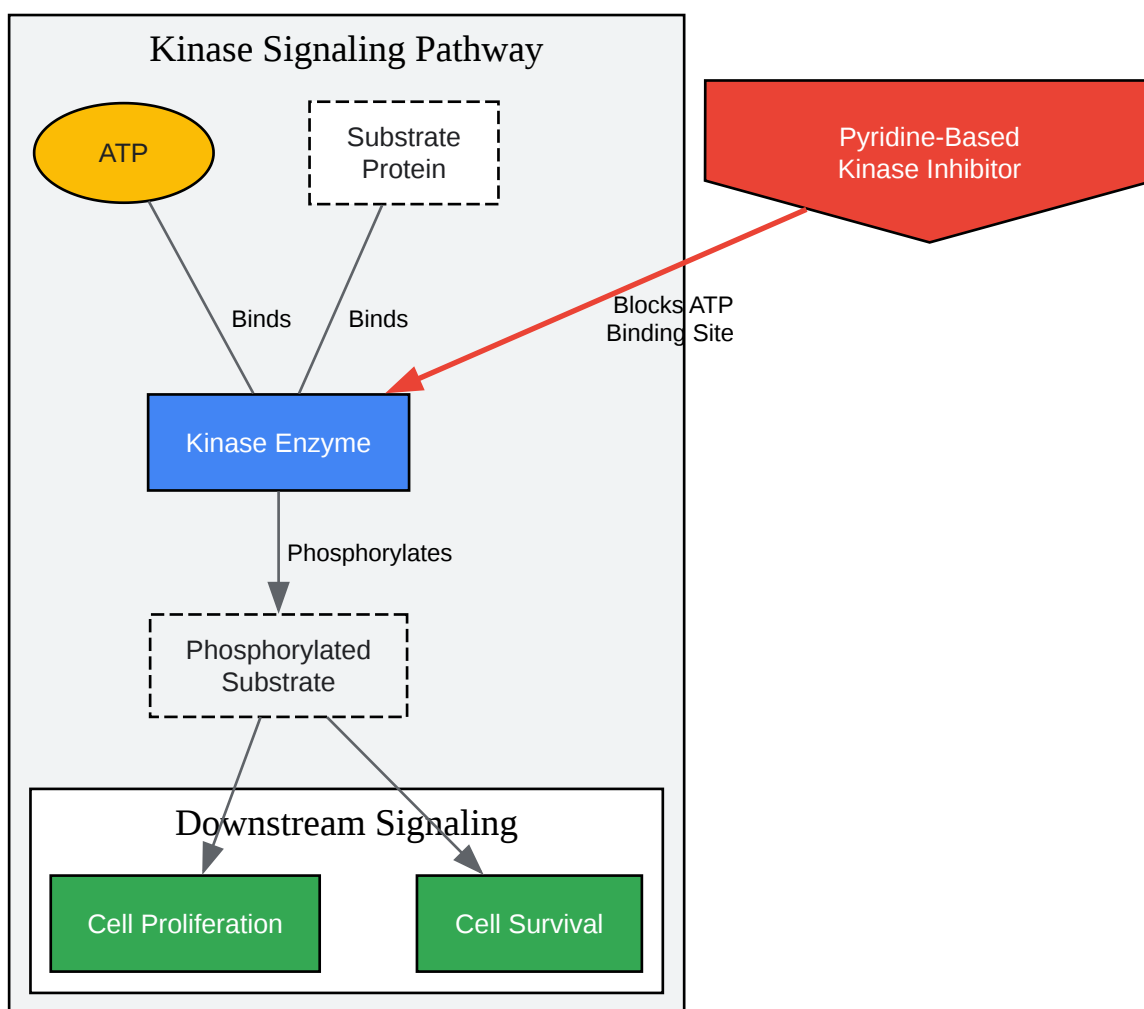 Kinase Signaling Pathway
ATP
Substrate
Protein
Pyridine-Based
Kinase Inhibitor
Binds
Binds
Blocks ATP
Binding Site
Kinase Enzyme
Phosphorylates
Phosphorylated
Substrate
Downstream Signaling
Cell Proliferation
Cell Survival